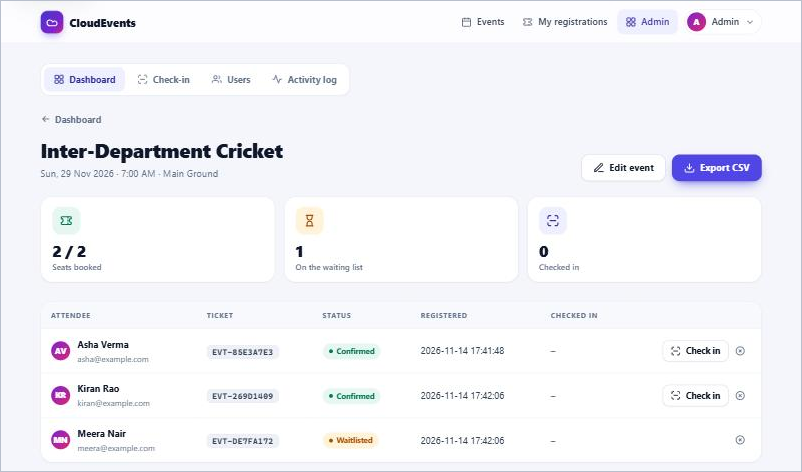 CloudEvents
Events My registrations Admin A Admin
Dashboard Check-in Users Activity log
Dashboard
Inter-Department Cricket
Sun, 29 Nov 2026 · 7:00 AM · Main Ground
Edit event Export CSV
2 / 2
Seats booked
1
On the waiting list
0
Checked in
ATTENDEE TICKET STATUS REGISTERED CHECKED IN
AV Asha Verma EVT-85E3A7E3 Confirmed 2026-11-14 17:41:48 – Check in
asha@example.com
KR Kiran Rao EVT-269D1409 Confirmed 2026-11-14 17:42:06 – Check in
kiran@example.com
MN Meera Nair EVT-DE7FA172 Waitlisted 2026-11-14 17:42:06 –
meera@example.com